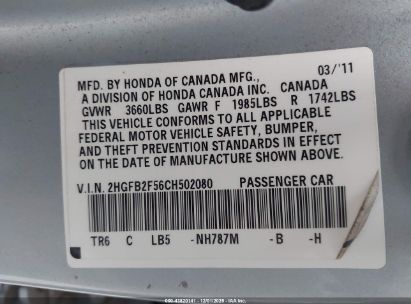 MFD. BY HONDA OF CANADA MFG., 03/'11
A DIVISION OF HONDA CANADA INC. CANADA
GVWR 3660LBS GAWR F 1985LBS R 1742LBS
THIS VEHICLE CONFORMS TO ALL APPLICABLE
FEDERAL MOTOR VEHICLE SAFETY, BUMPER,
AND THEFT PREVENTION STANDARDS IN EFFECT
ON THE DATE OF MANUFACTURE SHOWN ABOVE.
V.I.N. 2HGFB2F56CH502080 PASSENGER CAR
TR6 C LB5 -NH787M -B -H